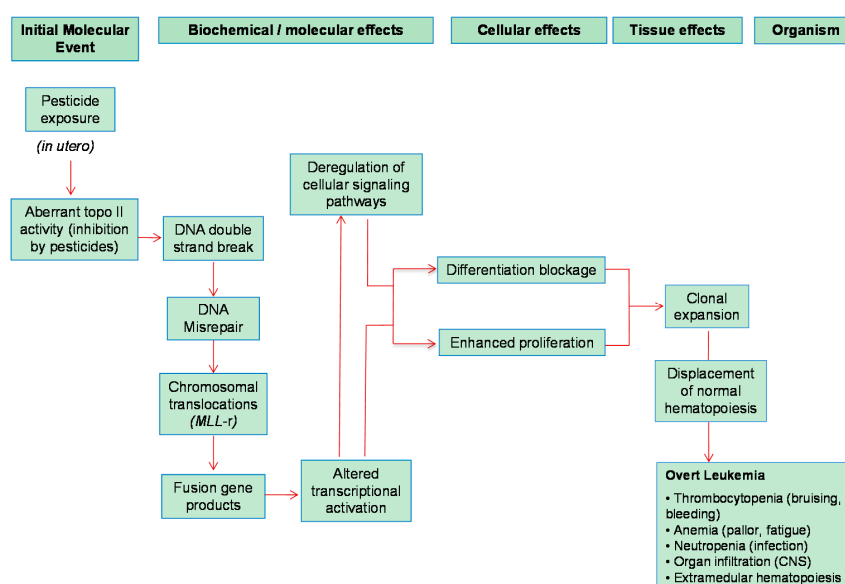 Initial Molecular
Event
Biochemical / molecular effects
Cellular effects
Tissue effects
Organism
Pesticide
exposure
(in utero)
Aberrant topo II
activity (inhibition
by pesticides)
DNA double
strand break
DNA
Misrepair
Chromosomal
translocations
(MLL-r)
Fusion gene
products
Altered
transcriptional
activation
Deregulation of
cellular signaling
pathways
Differentiation blockage
Enhanced proliferation
Clonal
expansion
Displacement
of normal
hematopoiesis
Overt Leukemia
• Thrombocytopenia (bruising,
bleeding)
• Anemia (pallor, fatigue)
• Neutropenia (infection)
• Organ infiltration (CNS)
• Extramedular hematopoiesis